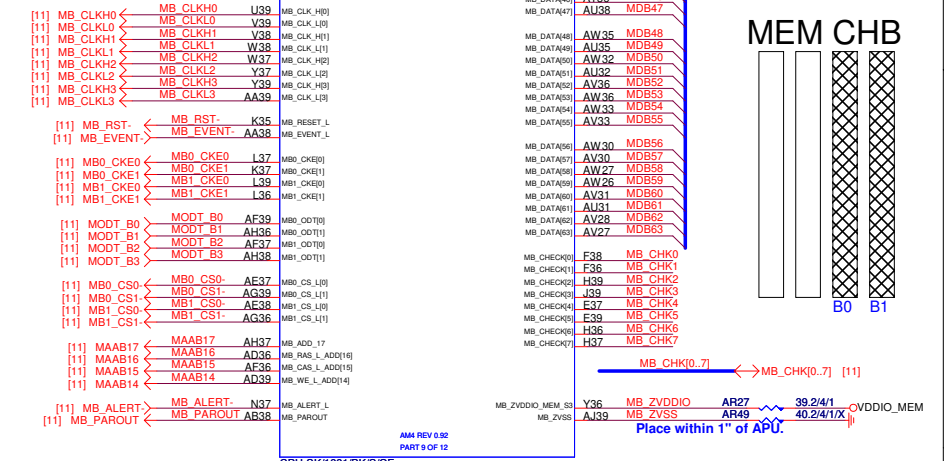 MB_DATA[47] AU38 MDB47
[11] MB_CLKH0 MB_CLKH0 U39 MB_CLK_H[0]
[11] MB_CLKL0 MB_CLKL0 V39 MB_CLK_L[0]
[11] MB_CLKH1 MB_CLKH1 V38 MB_CLK_H[1]
[11] MB_CLKL1 MB_CLKL1 W38 MB_CLK_L[1]
[11] MB_CLKH2 MB_CLKH2 W37 MB_CLK_H[2]
[11] MB_CLKL2 MB_CLKL2 Y37 MB_CLK_L[2]
[11] MB_CLKH3 MB_CLKH3 Y39 MB_CLK_H[3]
[11] MB_CLKL3 MB_CLKL3 AA39 MB_CLK_L[3]
[11] MB_RST- MB_RST- K35 MB_RESET_L
[11] MB_EVENT- MB_EVENT- AA38 MB_EVENT_L
[11] MB0_CKE0 MB0_CKE0 L37 MB0_CKE[0]
[11] MB0_CKE1 MB0_CKE1 K37 MB0_CKE[1]
[11] MB1_CKE0 MB1_CKE0 L39 MB1_CKE[0]
[11] MB1_CKE1 MB1_CKE1 L36 MB1_CKE[1]
[11] MODT_B0 MODT_B0 AF39 MB0_ODT[0]
[11] MODT_B1 MODT_B1 AH36 MB0_ODT[1]
[11] MODT_B2 MODT_B2 AF37 MB1_ODT[0]
[11] MODT_B3 MODT_B3 AH38 MB1_ODT[1]
[11] MB0_CS0- MB0_CS0- AE37 MB0_CS_L[0]
[11] MB0_CS1- MB0_CS1- AG39 MB0_CS_L[1]
[11] MB1_CS0- MB1_CS0- AE38 MB1_CS_L[0]
[11] MB1_CS1- MB1_CS1- AG36 MB1_CS_L[1]
[11] MAAB17 MAAB17 AH37 MB_ADD_17
[11] MAAB16 MAAB16 AD36 MB_RAS_L_ADD[16]
[11] MAAB15 MAAB15 AF36 MB_CAS_L_ADD[15]
[11] MAAB14 MAAB14 AD39 MB_WE_L_ADD[14]
[11] MB_ALERT- MB_ALERT- N37 MB_ALERT_L
[11] MB_PAROUT MB_PAROUT AB38 MB_PAROUT
MB_DATA[48] AW35 MDB48
MB_DATA[49] AU35 MDB49
MB_DATA[50] AW32 MDB50
MB_DATA[51] AU32 MDB51
MB_DATA[52] AV36 MDB52
MB_DATA[53] AW36 MDB53
MB_DATA[54] AW33 MDB54
MB_DATA[55] AV33 MDB55
MB_DATA[56] AW30 MDB56
MB_DATA[57] AV30 MDB57
MB_DATA[58] AW27 MDB58
MB_DATA[59] AW26 MDB59
MB_DATA[60] AV31 MDB60
MB_DATA[61] AU31 MDB61
MB_DATA[62] AV28 MDB62
MB_DATA[63] AV27 MDB63
MB_CHECK[0] F38 MB_CHK0
MB_CHECK[1] F36 MB_CHK1
MB_CHECK[2] H39 MB_CHK2
MB_CHECK[3] J39 MB_CHK3
MB_CHECK[4] E37 MB_CHK4
MB_CHECK[5] E39 MB_CHK5
MB_CHECK[6] H36 MB_CHK6
MB_CHECK[7] H37 MB_CHK7
MB_CHK[0..7] MB_CHK[0..7] [11]
MB_ZVDDIO_MEM_S3 Y36 MB_ZVDDIO AR27 39.2/4/1 VDDIO_MEM
MB_ZVSS AJ39 MB_ZVSS AR49 40.2/4/1/X
Place within 1" of APU.
AM4 REV 0.92
PART 9 OF 12
MEM CHB
B0 B1